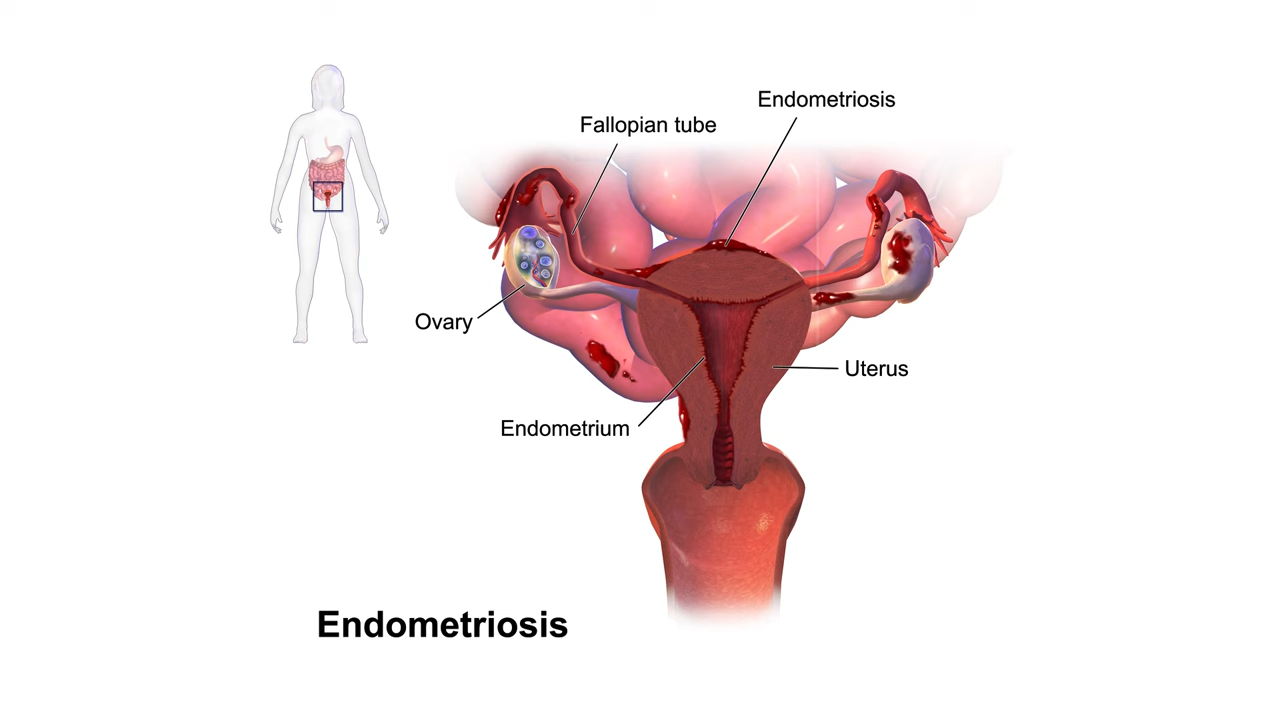 Endometriosis
Fallopian tube
Ovary
Uterus
Endometrium
Endometriosis